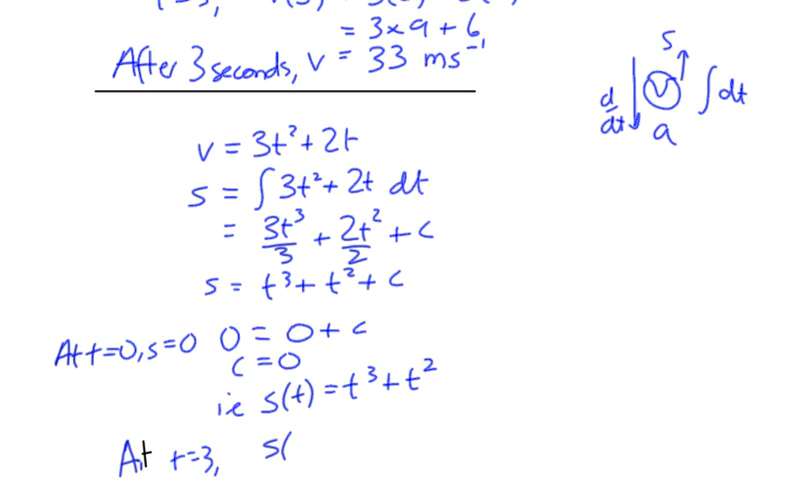 = 3×9 + 6
After 3 seconds, v = 33 ms⁻¹
s
d/dt v ∫dt
a
v = 3t² + 2t
s = ∫ 3t² + 2t dt
= 3t³/3 + 2t²/2 + c
s = t³ + t² + c
At t=0, s=0 0 = 0 + c
c = 0
ie s(t) = t³ + t²
At t=3, s(